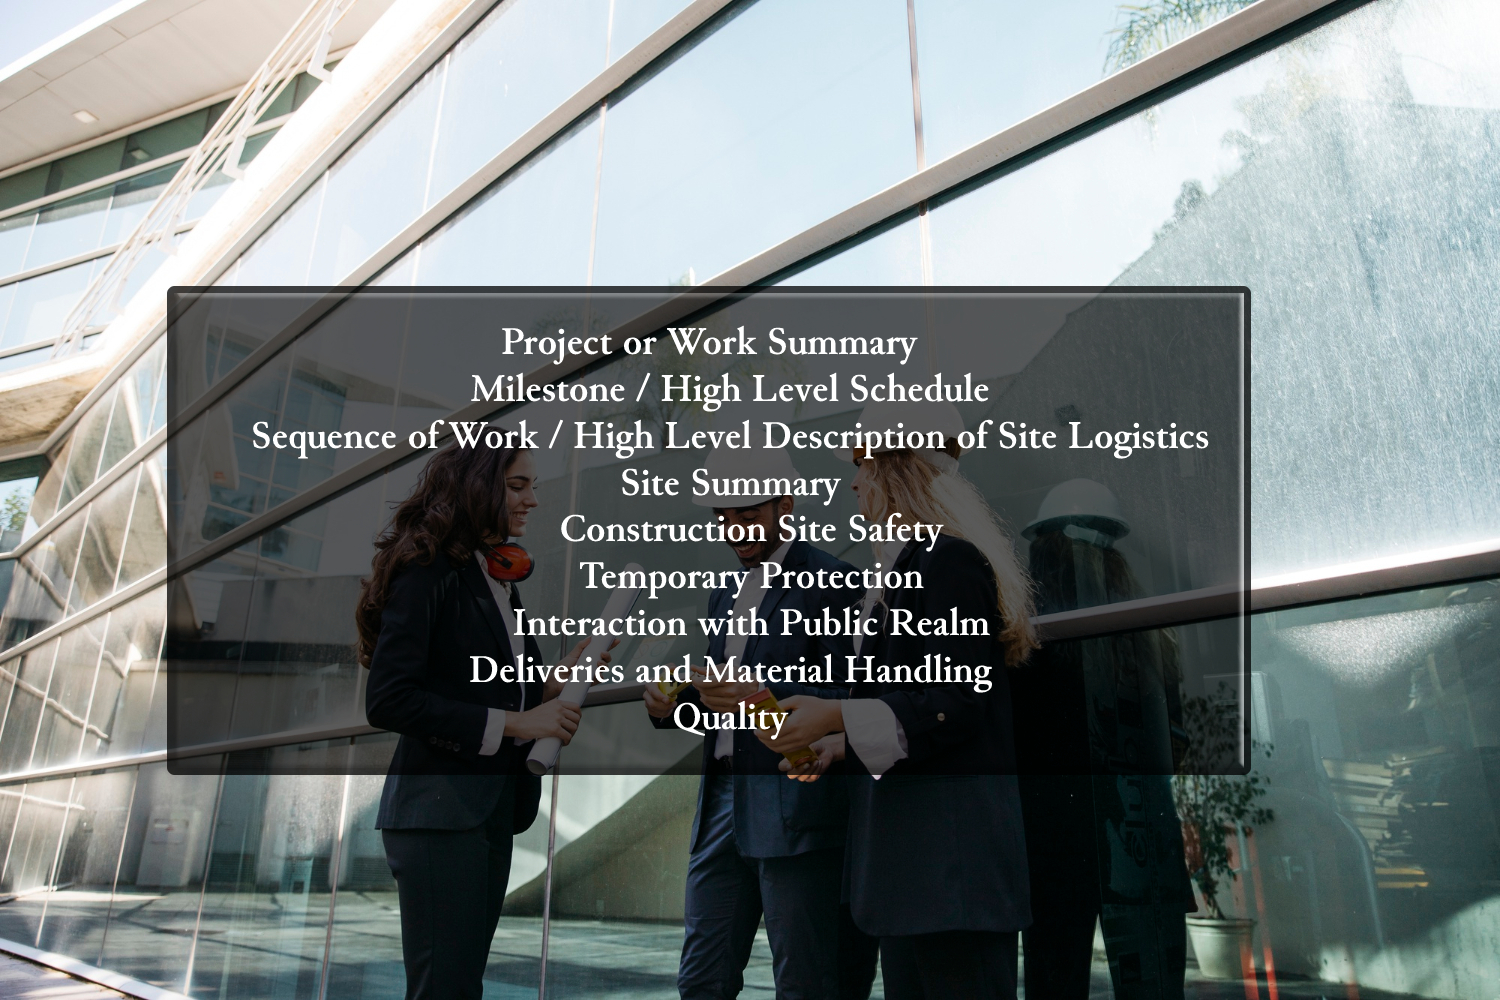 Project or Work Summary
Milestone / High Level Schedule
Sequence of Work / High Level Description of Site Logistics
Site Summary
Construction Site Safety
Temporary Protection
Interaction with Public Realm
Deliveries and Material Handling
Quality